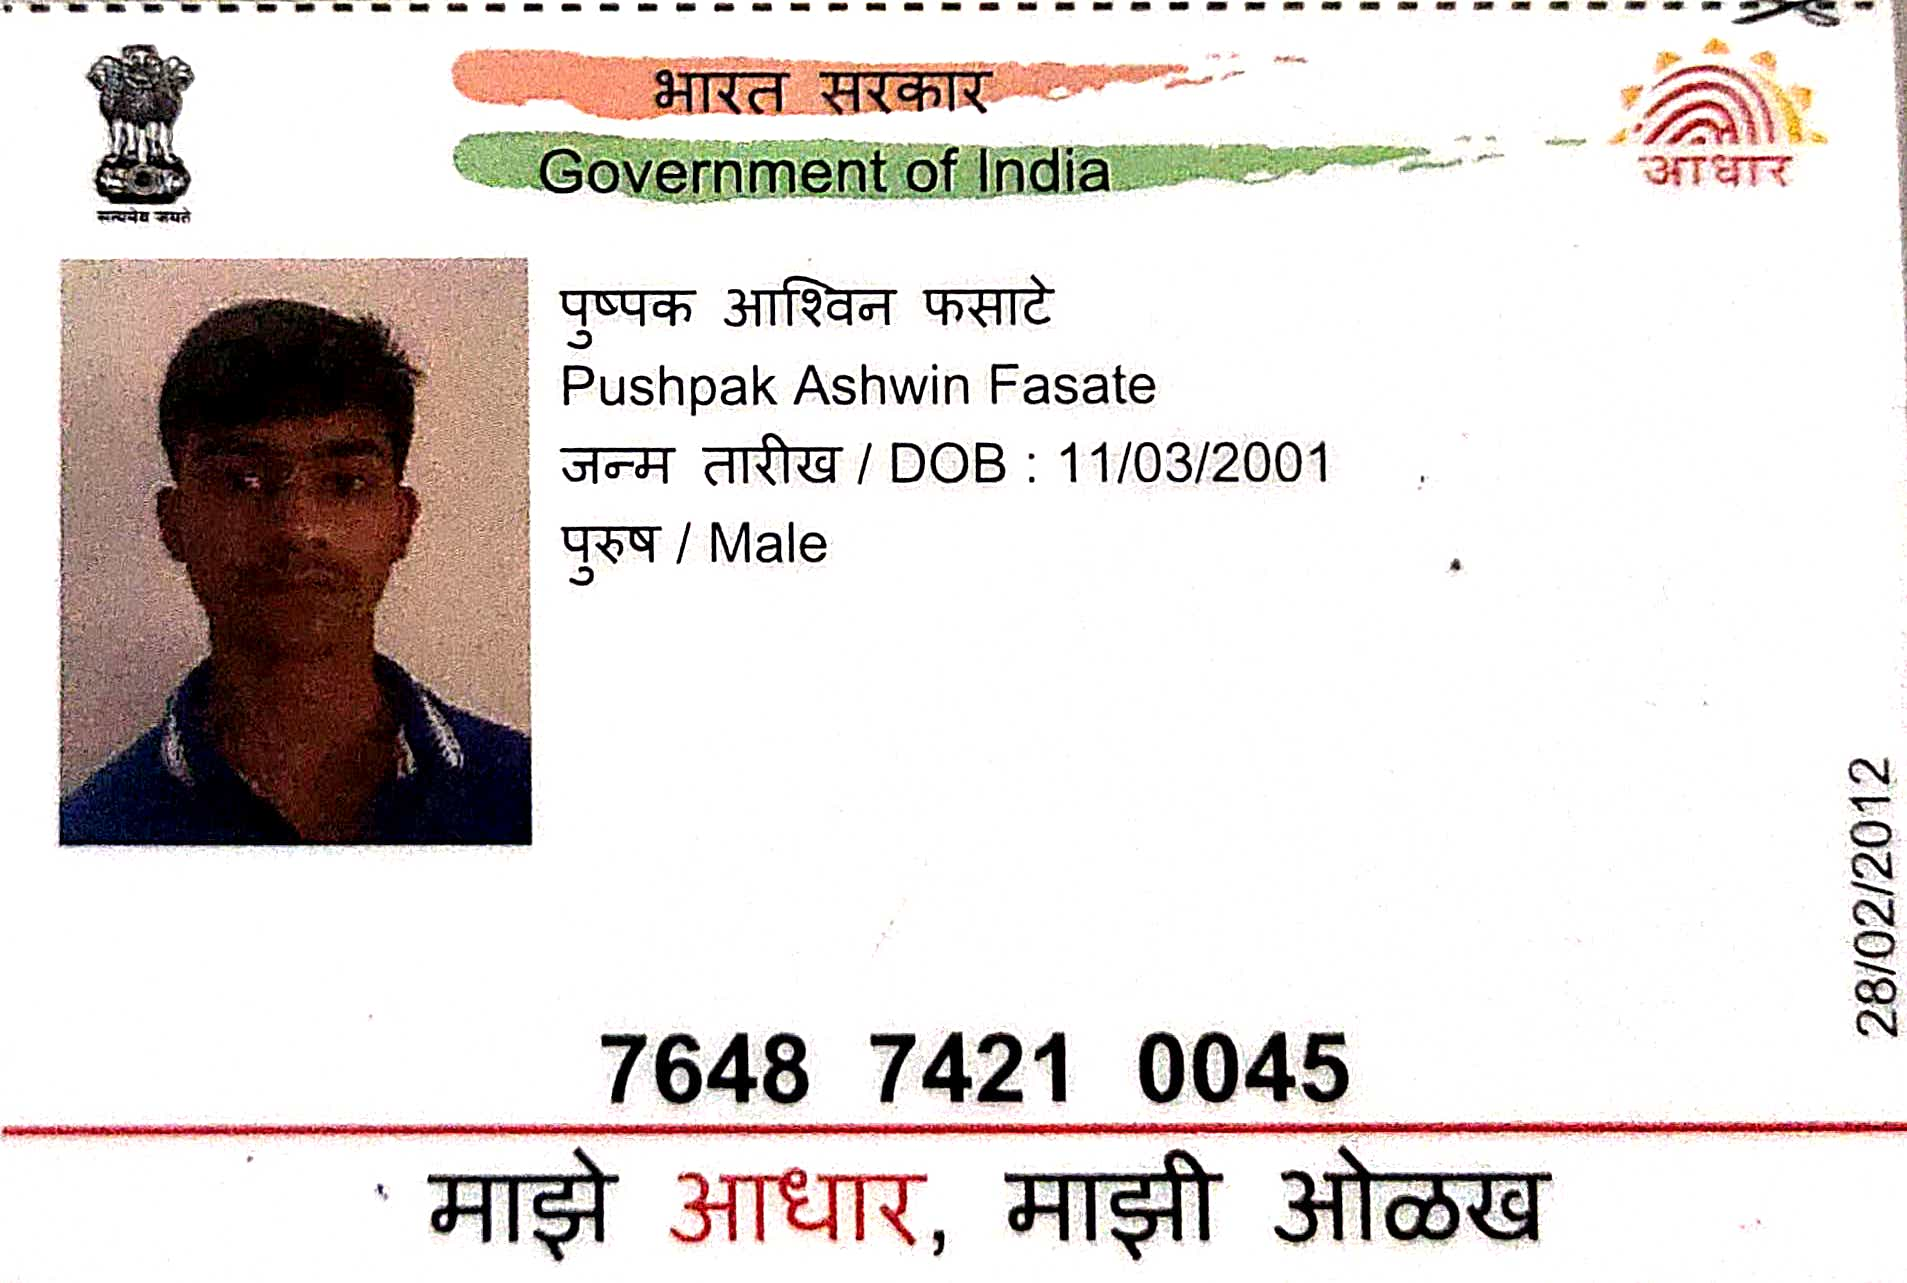 भारत सरकार
Government of India
सत्यमेव जयते
आधार
पुष्पक आश्विन फसाटे
Pushpak Ashwin Fasate
जन्म तारीख / DOB : 11/03/2001
पुरुष / Male
28/02/2012
7648 7421 0045
माझे आधार, माझी ओळख